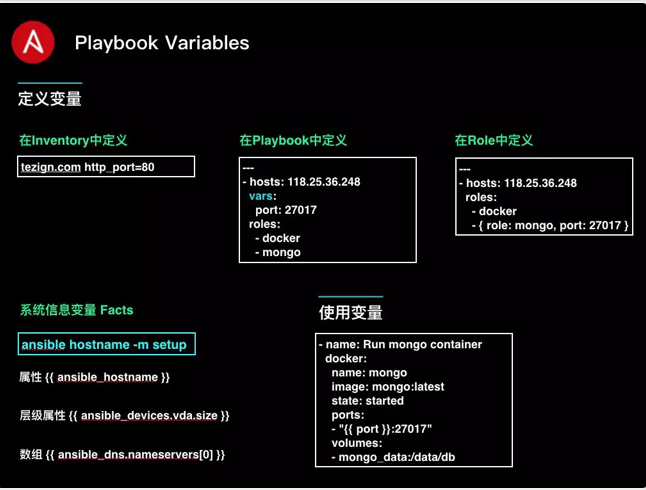 Playbook Variables
定义变量
在Inventory中定义
tezign.com http_port=80
在Playbook中定义
---
- hosts: 118.25.36.248
  vars:
    port: 27017
  roles:
    - docker
    - mongo
在Role中定义
---
- hosts: 118.25.36.248
  roles:
    - docker
    - { role: mongo, port: 27017 }
系统信息变量 Facts
ansible hostname -m setup
属性 {{ ansible_hostname }}
层级属性 {{ ansible_devices.vda.size }}
数组 {{ ansible_dns.nameservers[0] }}
使用变量
- name: Run mongo container
  docker:
    name: mongo
    image: mongo:latest
    state: started
    ports:
    - "{{ port }}:27017"
    volumes:
    - mongo_data:/data/db